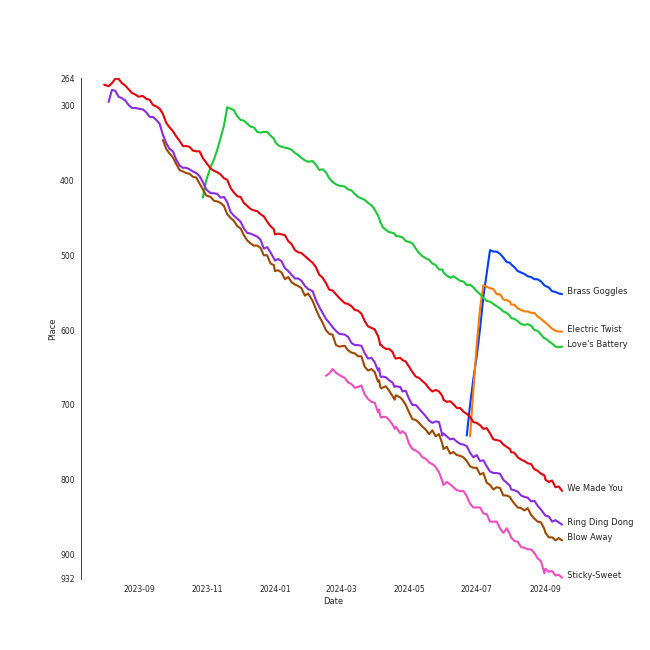 264
300
400
500
600
700
800
900
932
Place
2023-09
2023-11
2024-01
2024-03
2024-05
2024-07
2024-09
Date
Brass Goggles
Electric Twist
Love's Battery
We Made You
Ring Ding Dong
Blow Away
Sticky-Sweet